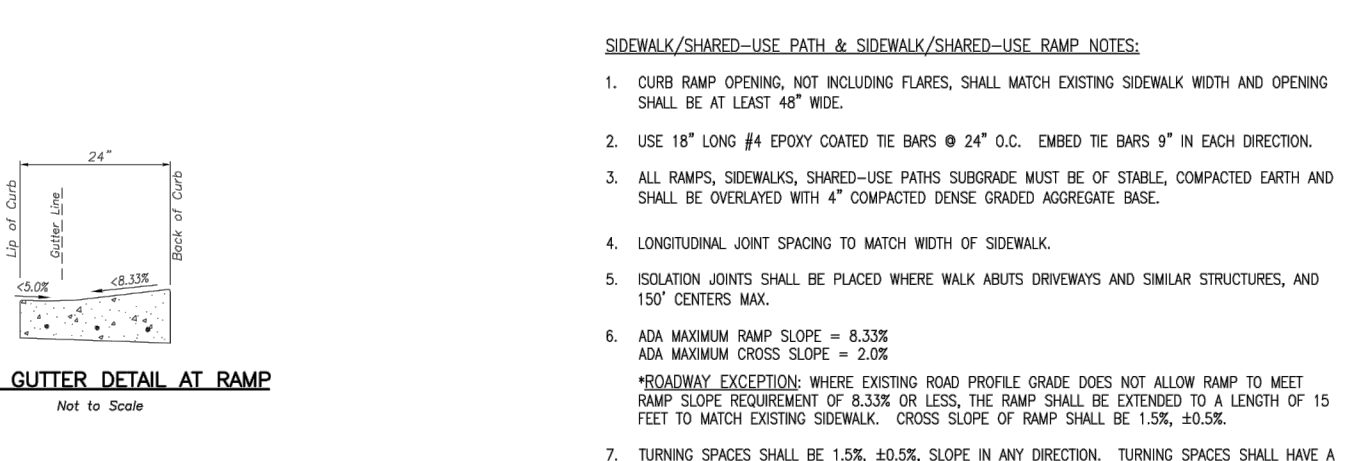 24"
Lip of Curb
Gutter Line
Back of Curb
<5.0%
<8.33%
GUTTER DETAIL AT RAMP
Not to Scale
SIDEWALK/SHARED-USE PATH & SIDEWALK/SHARED-USE RAMP NOTES:
1. CURB RAMP OPENING, NOT INCLUDING FLARES, SHALL MATCH EXISTING SIDEWALK WIDTH AND OPENING
SHALL BE AT LEAST 48" WIDE.
2. USE 18" LONG #4 EPOXY COATED TIE BARS @ 24" O.C. EMBED TIE BARS 9" IN EACH DIRECTION.
3. ALL RAMPS, SIDEWALKS, SHARED-USE PATHS SUBGRADE MUST BE OF STABLE, COMPACTED EARTH AND
SHALL BE OVERLAYED WITH 4" COMPACTED DENSE GRADED AGGREGATE BASE.
4. LONGITUDINAL JOINT SPACING TO MATCH WIDTH OF SIDEWALK.
5. ISOLATION JOINTS SHALL BE PLACED WHERE WALK ABUTS DRIVEWAYS AND SIMILAR STRUCTURES, AND
150' CENTERS MAX.
6. ADA MAXIMUM RAMP SLOPE = 8.33%
ADA MAXIMUM CROSS SLOPE = 2.0%
*ROADWAY EXCEPTION: WHERE EXISTING ROAD PROFILE GRADE DOES NOT ALLOW RAMP TO MEET
RAMP SLOPE REQUIREMENT OF 8.33% OR LESS, THE RAMP SHALL BE EXTENDED TO A LENGTH OF 15
FEET TO MATCH EXISTING SIDEWALK. CROSS SLOPE OF RAMP SHALL BE 1.5%, ±0.5%.
7. TURNING SPACES SHALL BE 1.5%, ±0.5%, SLOPE IN ANY DIRECTION. TURNING SPACES SHALL HAVE A